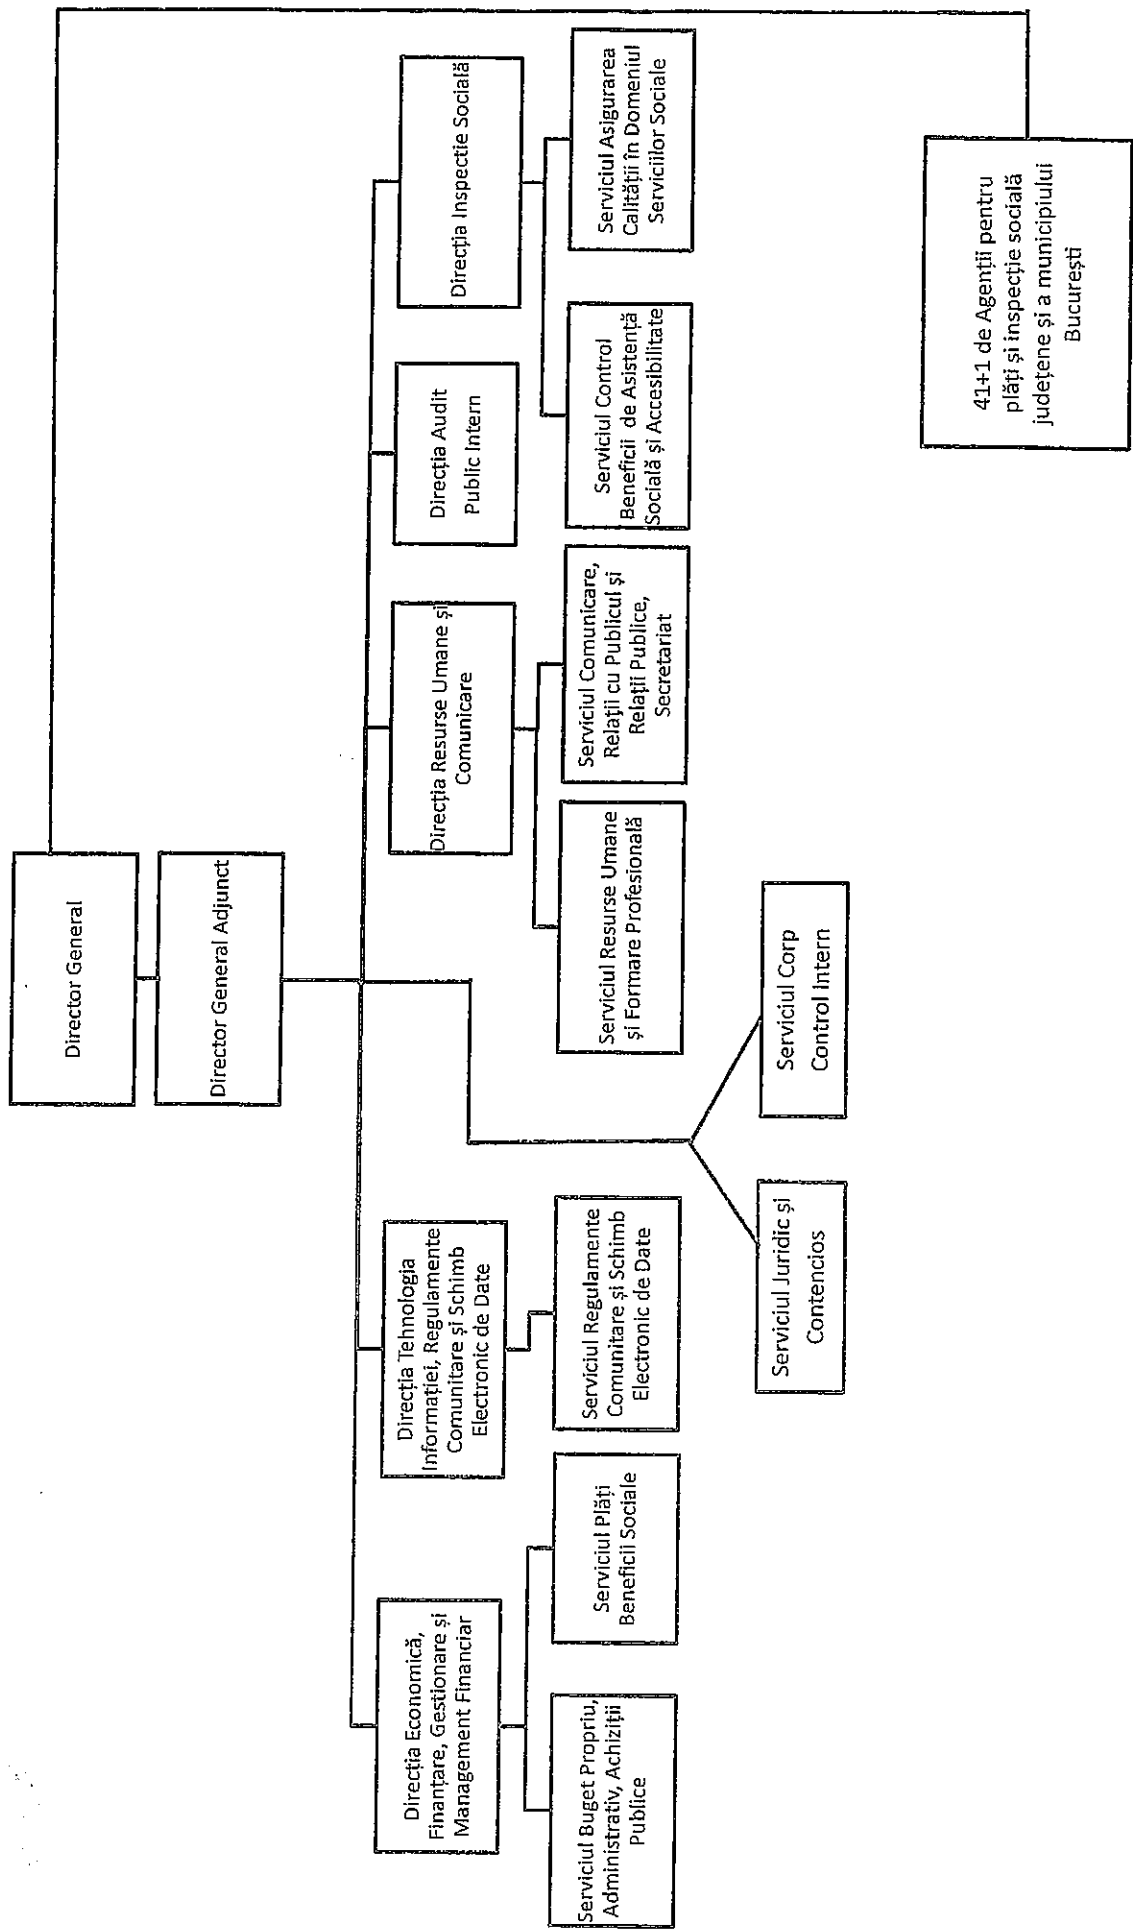 Director General
Director General Adjunct
Direcția Economică,
Finanțare, Gestionare și
Management Financiar
Direcția Tehnologia
Informației, Regulamente
Comunitare și Schimb
Electronic de Date
Direcția Resurse Umane și
Comunicare
Direcția Audit
Public Intern
Direcția Inspectie Socială
Serviciul Buget Propriu,
Administrativ, Achiziții
Publice
Serviciul Plăți
Beneficii Sociale
Serviciul Regulamente
Comunitare și Schimb
Electronic de Date
Serviciul Resurse Umane
și Formare Profesională
Serviciul Comunicare,
Relații cu Publicul și
Relații Publice,
Secretariat
Serviciul Control
Beneficii de Asistență
Socială și Accesibilitate
Serviciul Asigurarea
Calității în Domeniul
Serviciilor Sociale
Serviciul Juridic și
Contencios
Serviciul Corp
Control Intern
41+1 de Agenții pentru
plăți și inspecție socială
județene și a municipiului
București